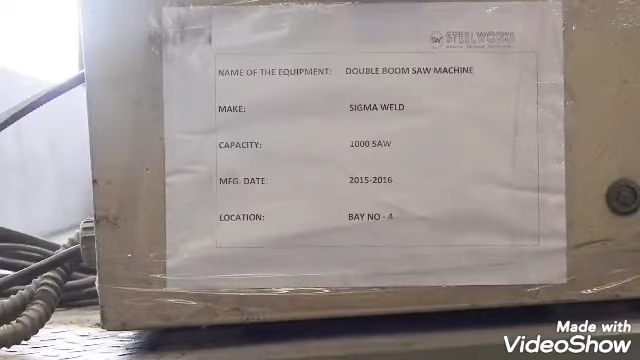 SW STEELWORKS
NAME OF THE EQUIPMENT: DOUBLE BOOM SAW MACHINE
MAKE: SIGMA WELD
CAPACITY: 1000 SAW
MFG. DATE: 2015-2016
LOCATION: BAY NO - 4
Made with
VideoShow